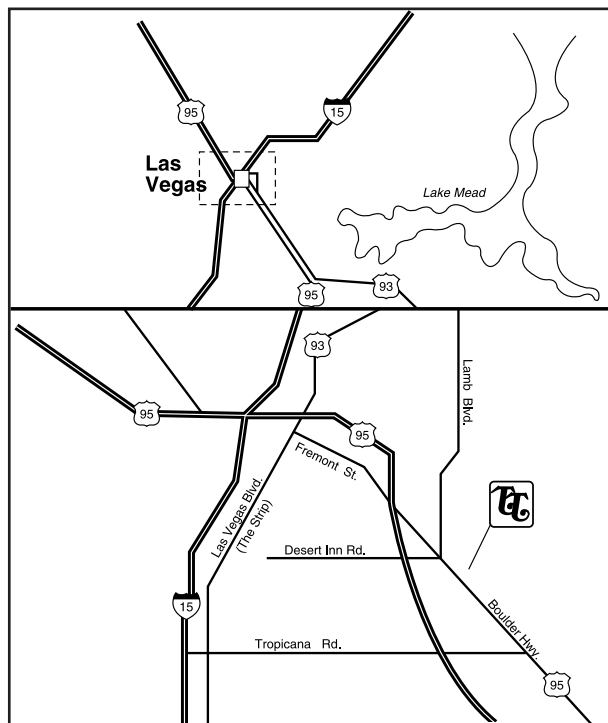 95
15
Las
Vegas
Lake Mead
93
95
93
Lamb Blvd.
95
95
Fremont St.
Las Vegas Blvd.
(The Strip)
Desert Inn Rd.
15
Boulder Hwy.
Tropicana Rd.
95